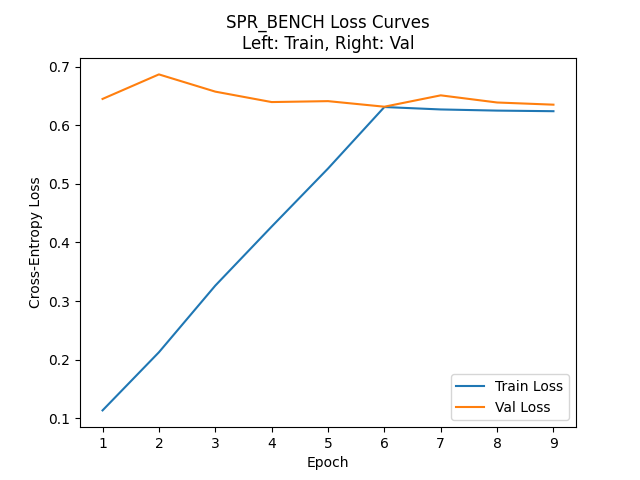 SPR_BENCH Loss Curves
Left: Train, Right: Val
0.7
0.6
0.5
0.4
0.3
0.2
0.1
Cross-Entropy Loss
Train Loss
Val Loss
1 2 3 4 5 6 7 8 9
Epoch